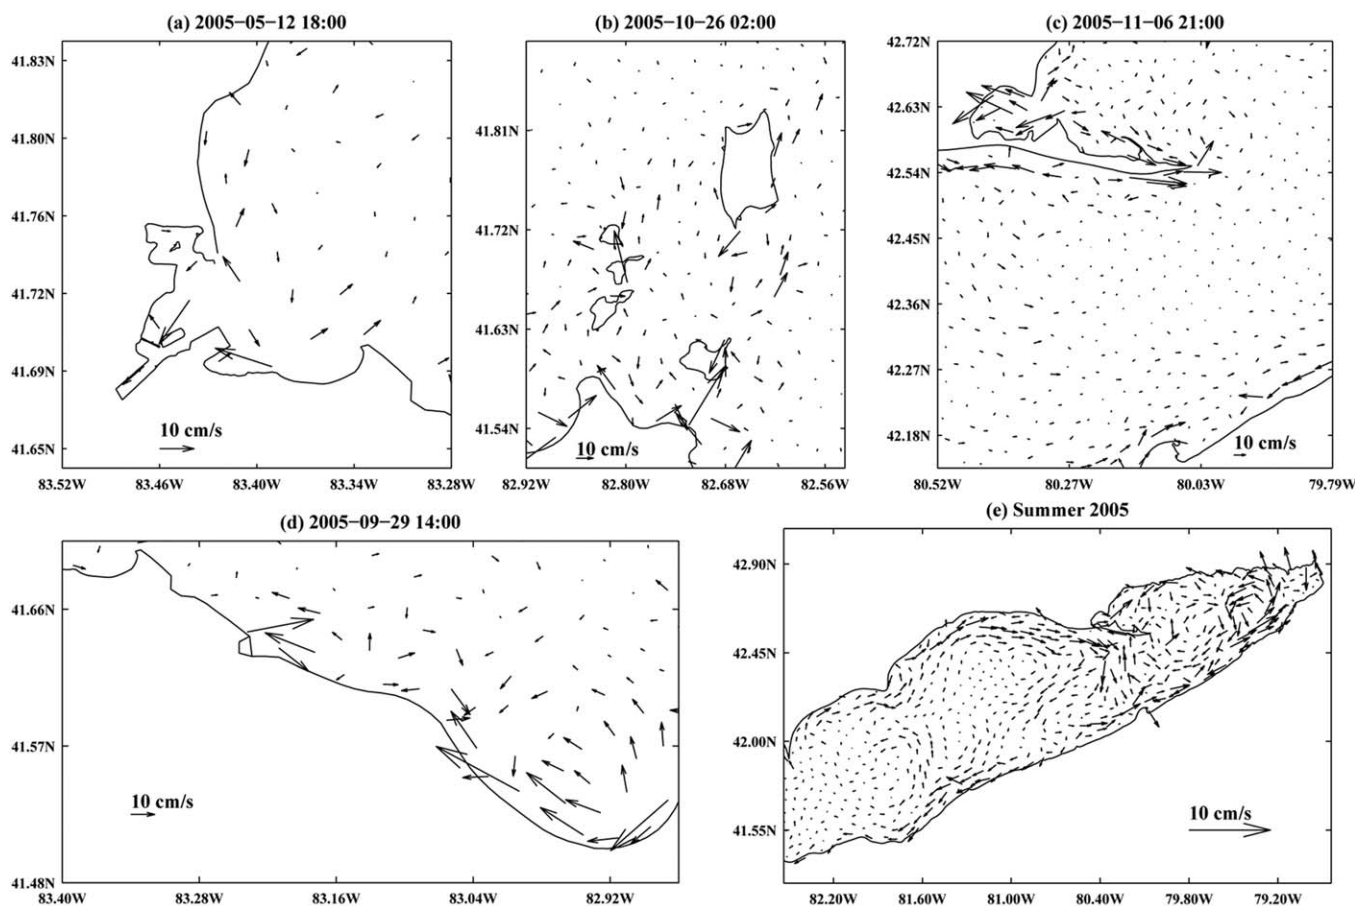 (a) 2005−05−12 18:00
(b) 2005−10−26 02:00
(c) 2005−11−06 21:00
41.83N
41.80N
41.76N
41.72N
41.69N
41.65N
10 cm/s
83.52W 83.46W 83.40W 83.34W 83.28W
41.81N
41.72N
41.63N
41.54N
10 cm/s
82.92W 82.80W 82.68W 82.56W
42.72N
42.63N
42.54N
42.45N
42.36N
42.27N
42.18N
10 cm/s
80.52W 80.27W 80.03W 79.79W
(d) 2005−09−29 14:00
(e) Summer 2005
41.66N
41.57N
41.48N
10 cm/s
83.40W 83.28W 83.16W 83.04W 82.92W
42.90N
42.45N
42.00N
41.55N
10 cm/s
82.20W 81.60W 81.00W 80.40W 79.80W 79.20W